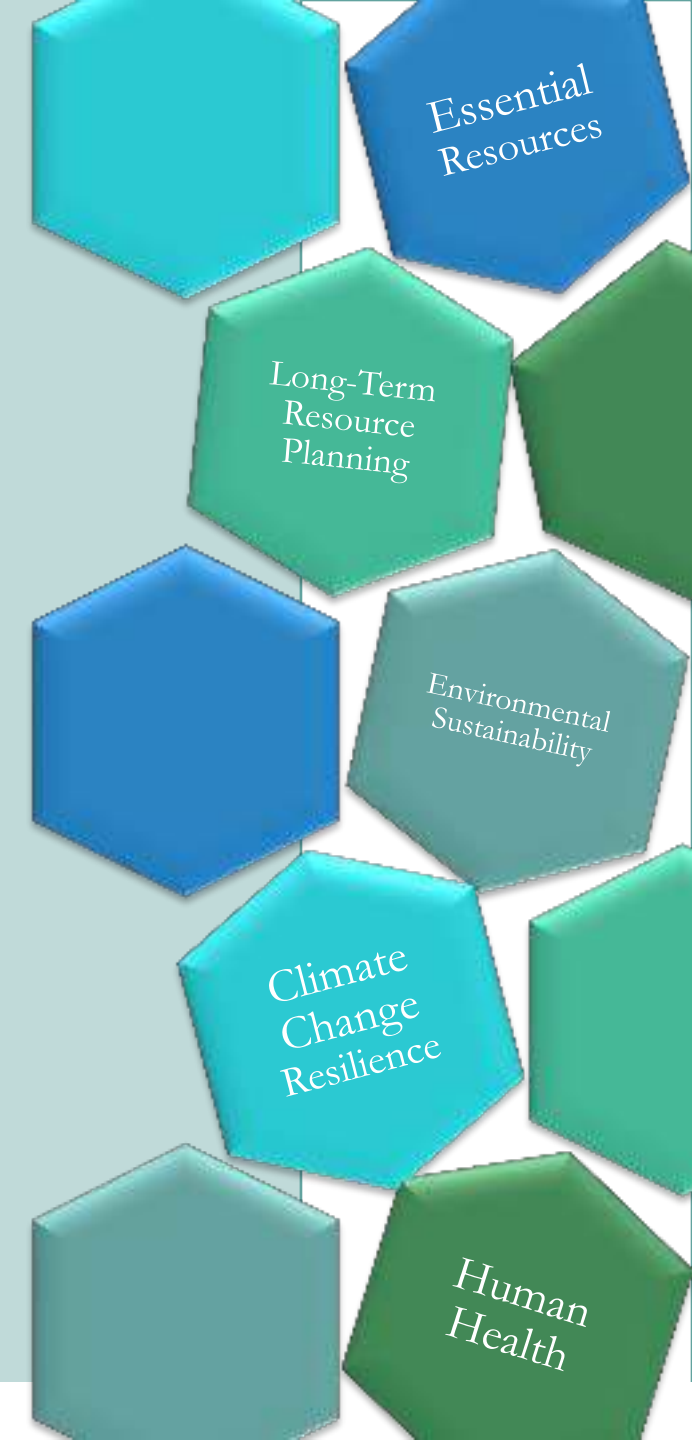 Essential
Resources
Long-Term
Resource
Planning
Environmental
Sustainability
Climate
Change
Resilience
Human
Health